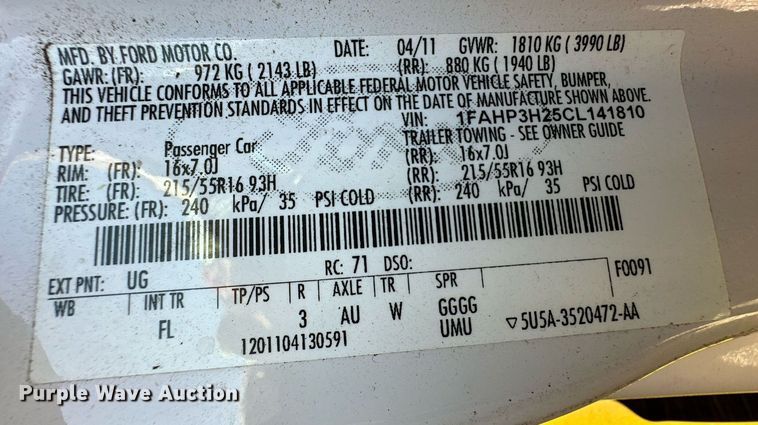 MFD. BY FORD MOTOR CO. DATE: 04/11 GVWR: 1810 KG ( 3990 LB)
GAWR: (FR): 972 KG ( 2143 LB) (RR): 880 KG ( 1940 LB)
THIS VEHICLE CONFORMS TO ALL APPLICABLE FEDERAL MOTOR VEHICLE SAFETY, BUMPER,
AND THEFT PREVENTION STANDARDS IN EFFECT ON THE DATE OF MANUFACTURE SHOWN ABOVE.
VIN: 1FAHP3H25CL141810
TYPE: Passenger Car TRAILER TOWING - SEE OWNER GUIDE
RIM: (FR): 16x7.0J (RR): 16x7.0J
TIRE: (FR): 215/55R16 93H (RR): 215/55R16 93H
PRESSURE: (FR): 240 kPa/ 35 PSI COLD (RR): 240 kPa/ 35 PSI COLD
RC: 71 DSO: F0091
EXT PNT: UG
WB INT TR TP/PS R AXLE TR SPR
FL 3 AU W GGGG
1201104130591 UMU ▽5U5A-3520472-AA
Purple Wave Auction